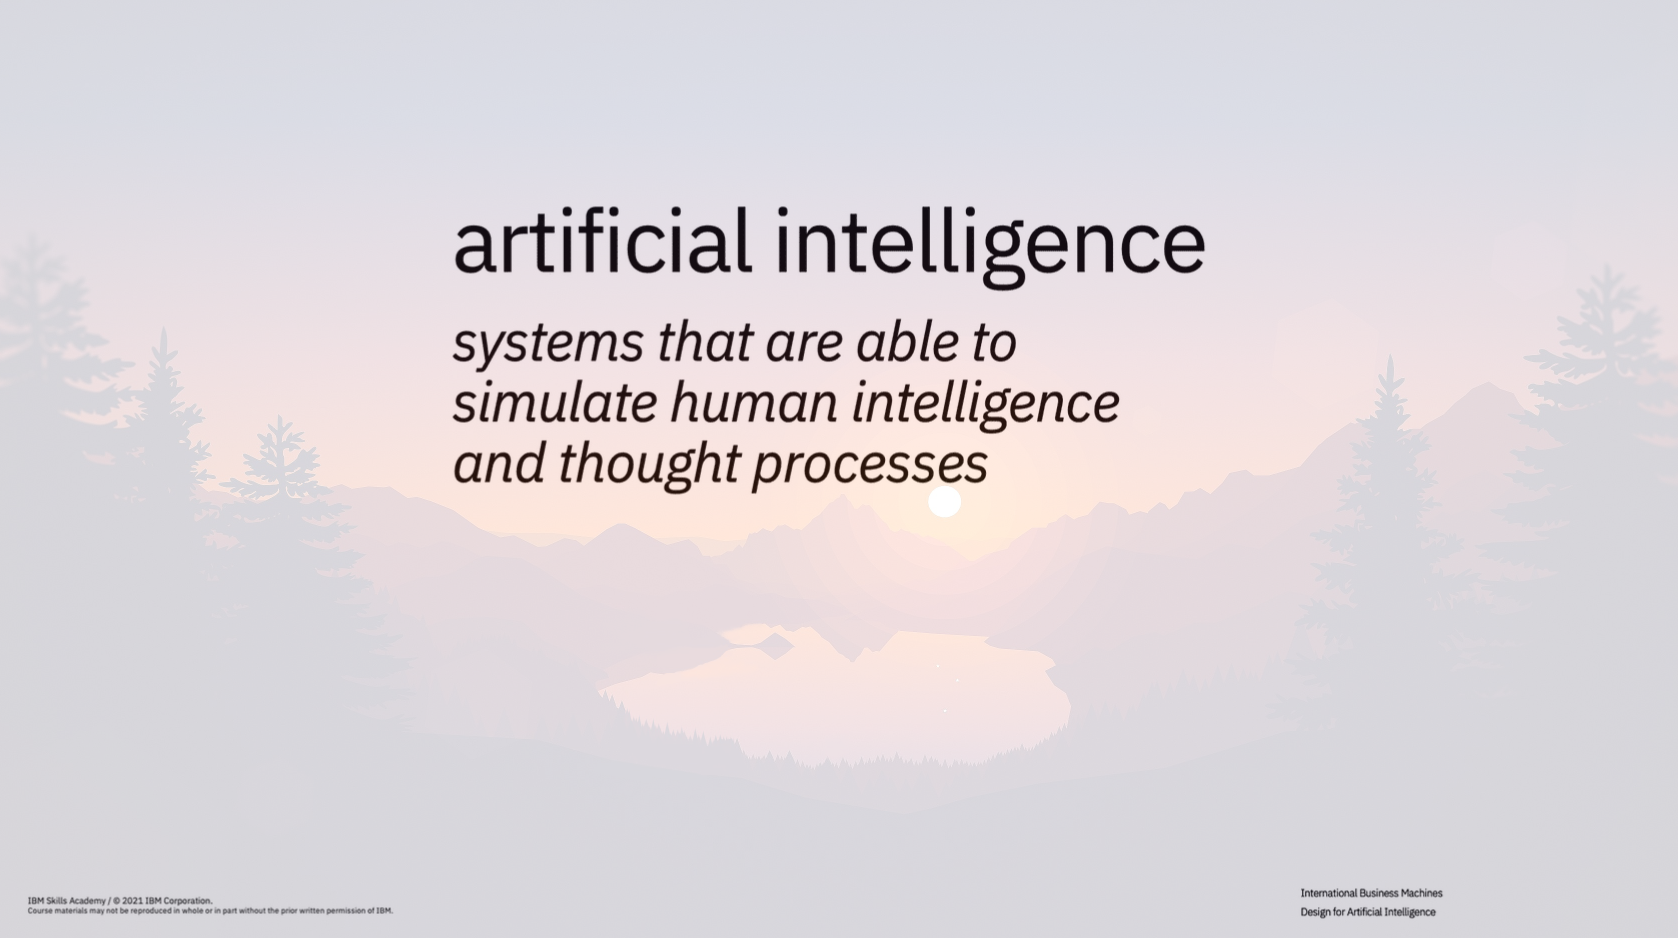 artificial intelligence
systems that are able to
simulate human intelligence
and thought processes
IBM Skills Academy / © 2021 IBM Corporation.
Course materials may not be reproduced in whole or in part without the prior written permission of IBM.
International Business Machines
Design for Artificial Intelligence